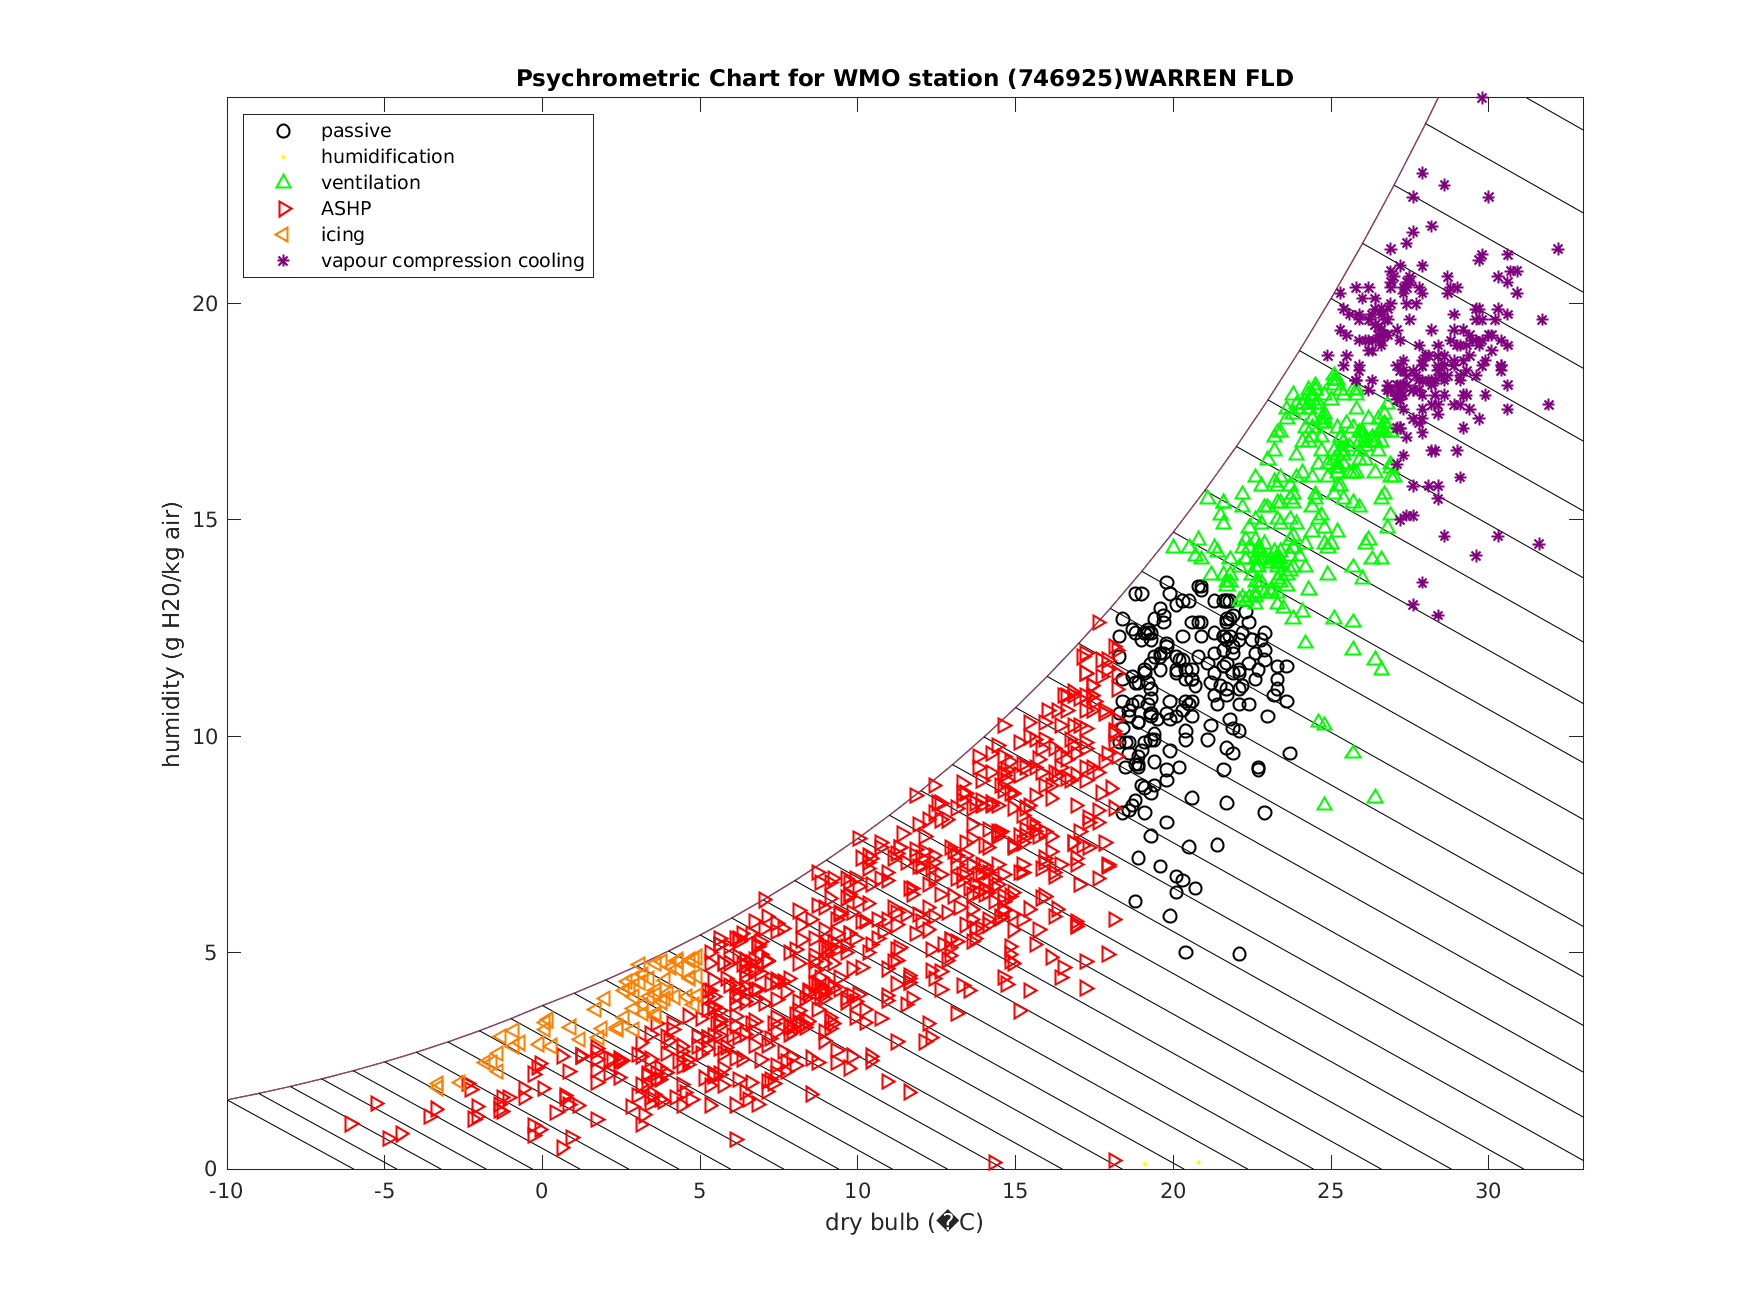 Psychrometric Chart for WMO station (746925)WARREN FLD
passive
humidification
ventilation
ASHP
icing
vapour compression cooling
humidity (g H20/kg air)
20
15
10
5
0
-10 -5 0 5 10 15 20 25 30
dry bulb (�C)